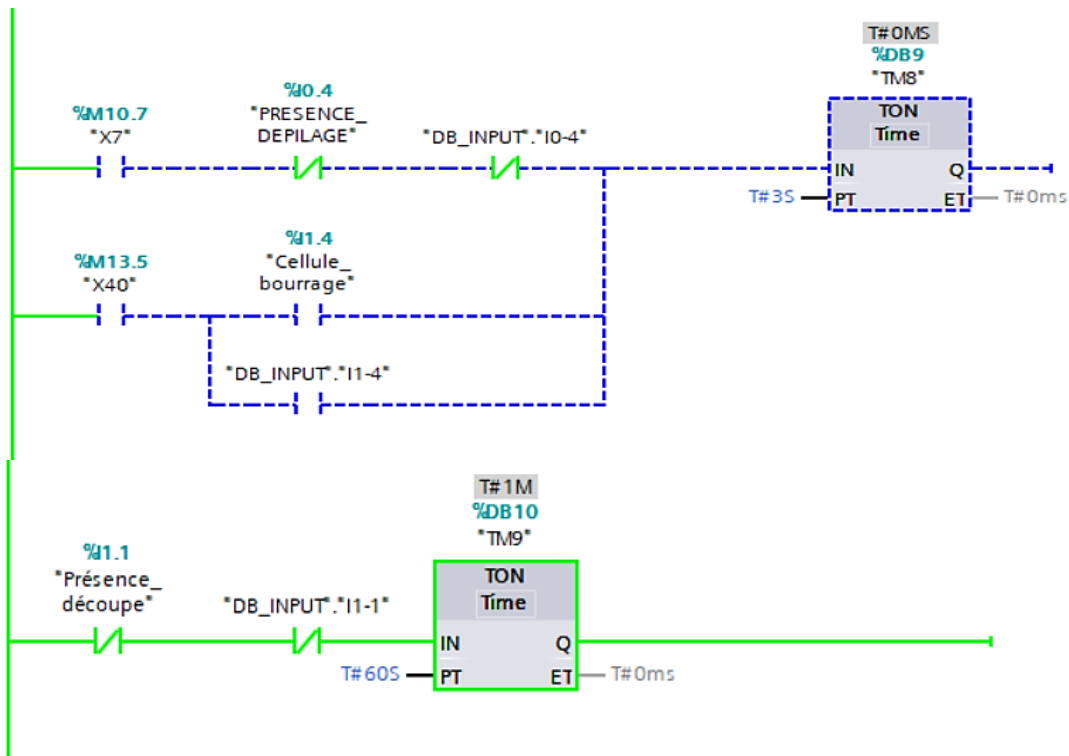 T#0MS
%DB9
"TM8"
%M10.7
"X7"
%I0.4
"PRESENCE_
DEPILAGE"
"DB_INPUT"."I0-4"
TON
Time
IN
Q
T#3S
PT
ET
T#0ms
%M13.5
"X40"
%I1.4
"Cellule_
bourrage"
"DB_INPUT"."I1-4"
T#1M
%DB10
"TM9"
%I1.1
"Présence_
découpe"
"DB_INPUT"."I1-1"
TON
Time
IN
Q
T#60S
PT
ET
T#0ms